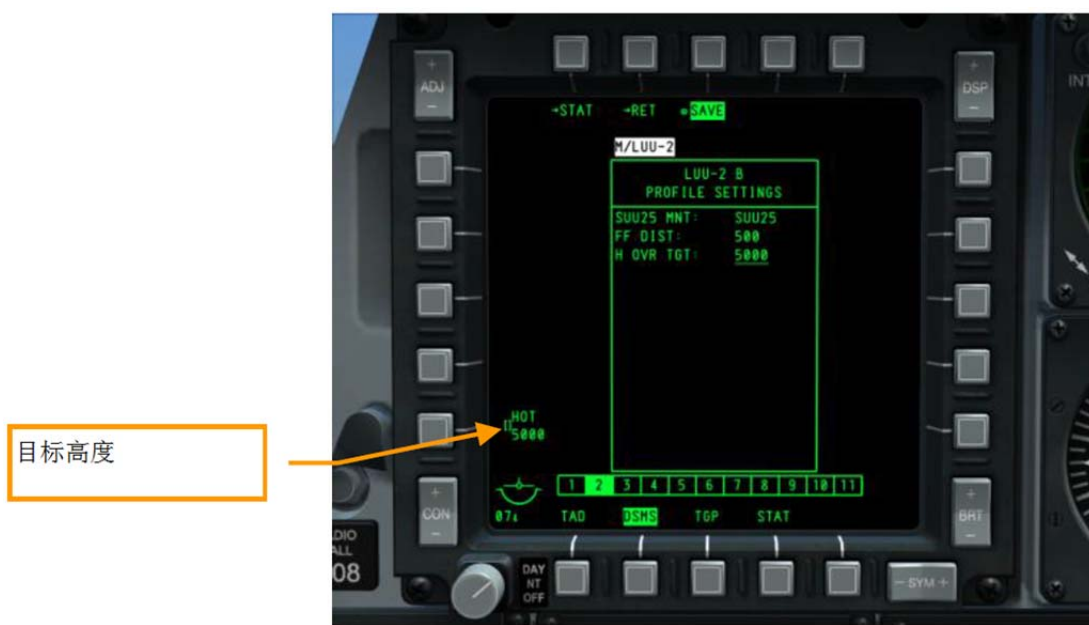 ADJ
DSP
INT
STAT RET SAVE
M/LUU-2
LUU-2 B
PROFILE SETTINGS
SUU25 MNT: SUU25
FF DIST: 500
H OVR TGT: 5000
HOT
5000
目标高度
1 2 3 4 5 6 7 8 9 10 11
CON
BRT
TAD DSMS TGP STAT
08
DAY
NT
OFF
SYM